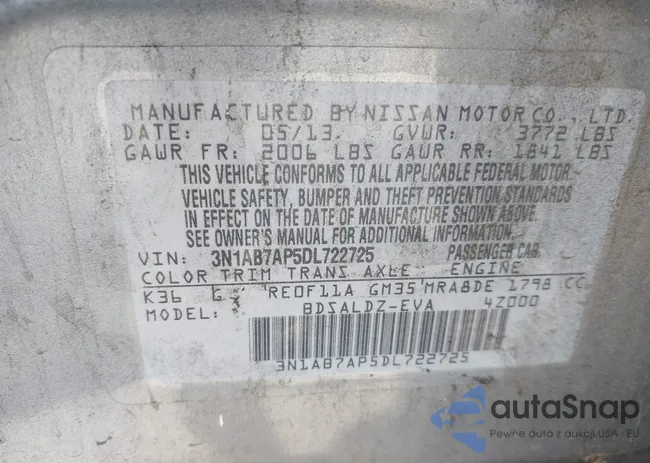 MANUFACTURED BY NISSAN MOTOR CO., LTD.
DATE: 05/13. GVWR: 3772 LBS
GAWR FR: 2006 LBS GAWR RR: 1841 LBS
THIS VEHICLE CONFORMS TO ALL APPLICABLE FEDERAL MOTOR
VEHICLE SAFETY, BUMPER AND THEFT PREVENTION STANDARDS
IN EFFECT ON THE DATE OF MANUFACTURE SHOWN ABOVE.
SEE OWNER'S MANUAL FOR ADDITIONAL INFORMATION.
VIN: 3N1AB7AP5DL722725 PASSENGER CAR
COLOR TRIM TRANS AXLE ENGINE
K36 G RE0F11A GM35 MRA8DE 1798 CC
MODEL: BDSALDZ-EVA 4Z000
3N1AB7AP5DL722725
autaSnap
Pewne auta z aukcji USA i EU